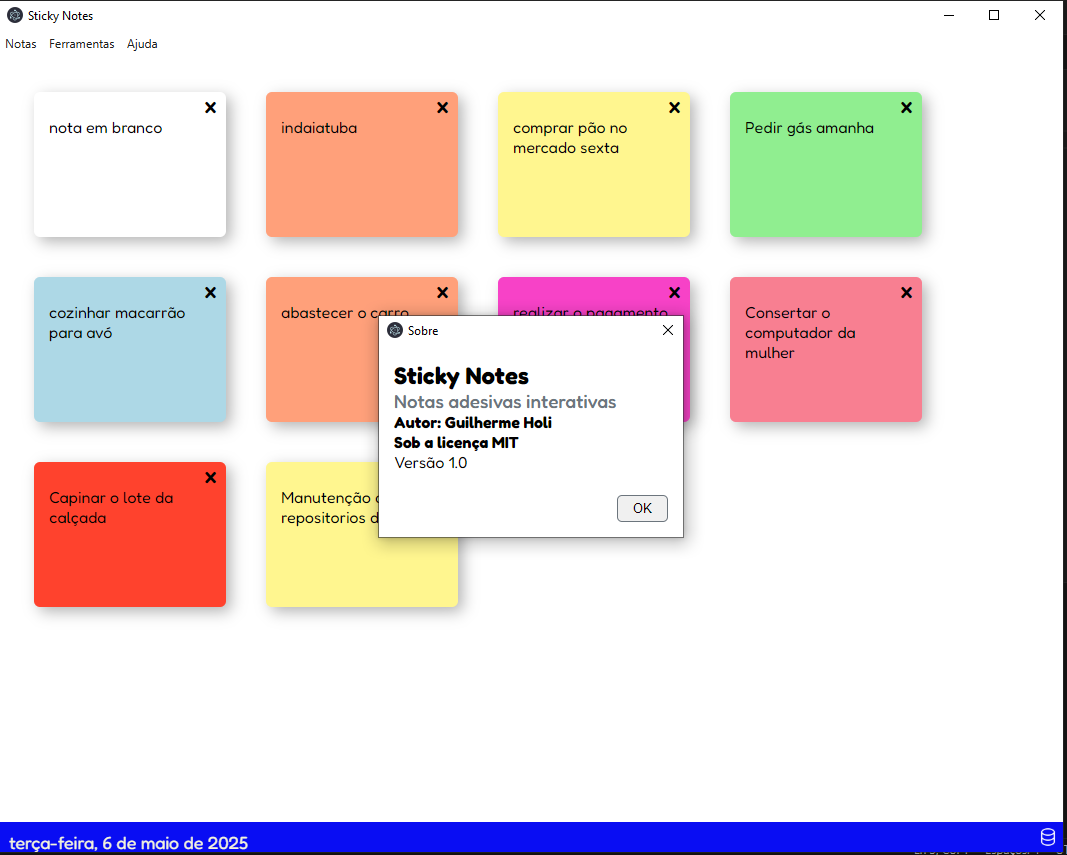 Sticky Notes
Notas Ferramentas Ajuda
nota em branco
indaiatuba
comprar pão no
mercado sexta
Pedir gás amanha
cozinhar macarrão
para avó
abastecer o carro
realizar o pagamento
Consertar o
computador da
mulher
Sobre
Sticky Notes
Notas adesivas interativas
Autor: Guilherme Holi
Sob a licença MIT
Versão 1.0
OK
Capinar o lote da
calçada
Manutenção
repositorios
terça-feira, 6 de maio de 2025